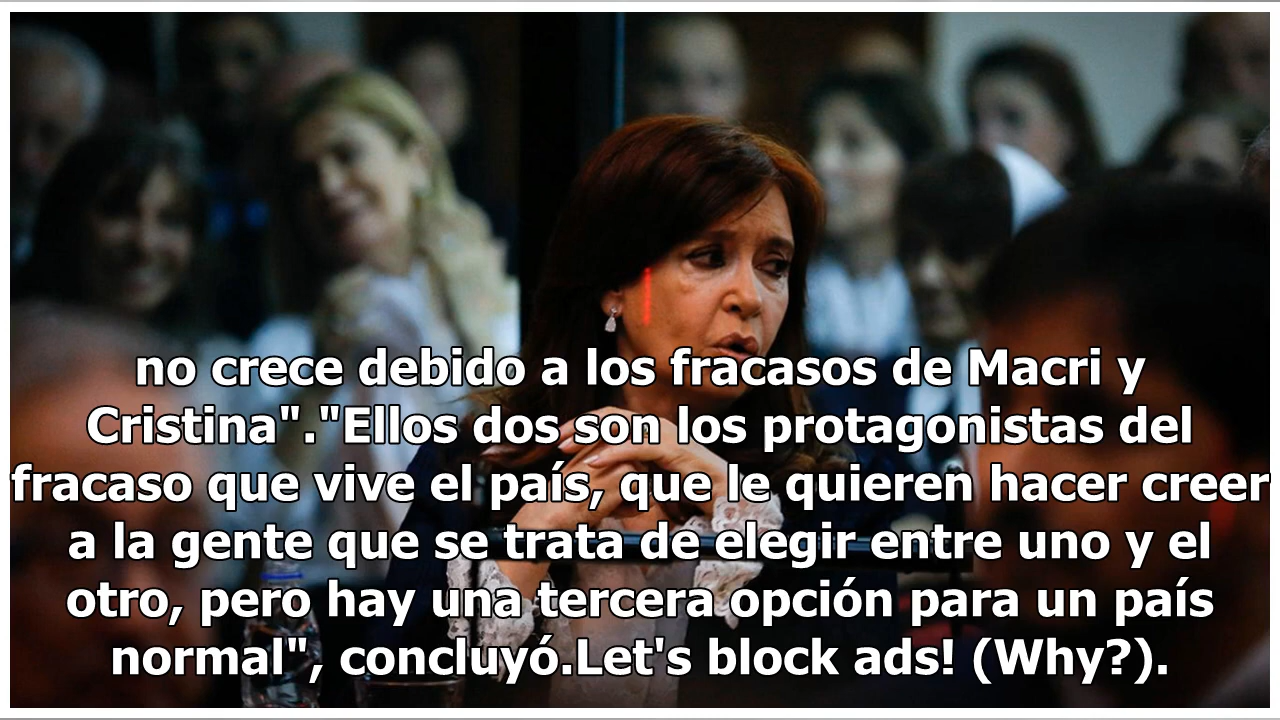 no crece debido a los fracasos de Macri y
Cristina"."Ellos dos son los protagonistas del
fracaso que vive el país, que le quieren hacer creer
a la gente que se trata de elegir entre uno y el
otro, pero hay una tercera opción para un país
normal", concluyó.Let's block ads! (Why?).